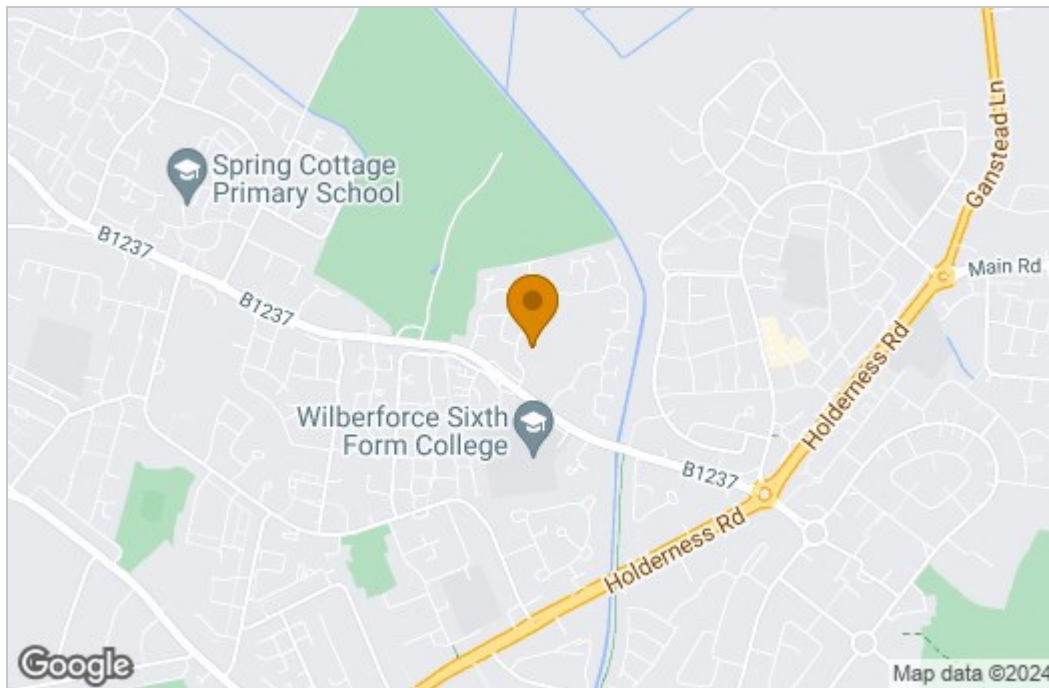 Ganstead Ln
Spring Cottage
Primary School
B1237
Main Rd
B1237
Holderness Rd
Wilberforce Sixth
Form College
B1237
Holderness Rd
Google
Map data ©2024